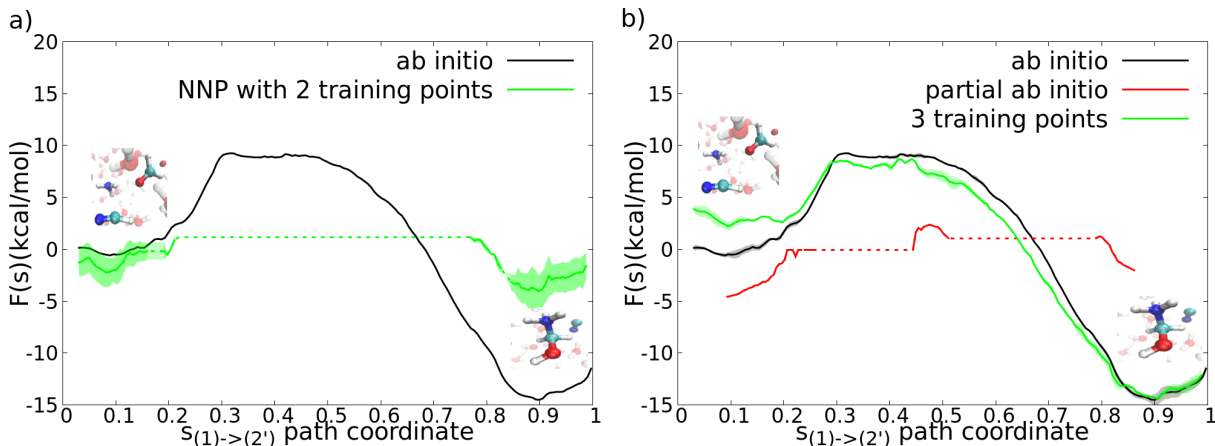 a)
20
15
10
5
0
-5
-10
-15
F(s)(kcal/mol)
ab initio
NNP with 2 training points
0 0.1 0.2 0.3 0.4 0.5 0.6 0.7 0.8 0.9 1
s(1)->(2') path coordinate
b)
20
15
10
5
0
-5
-10
-15
F(s)(kcal/mol)
ab initio
partial ab initio
3 training points
0 0.1 0.2 0.3 0.4 0.5 0.6 0.7 0.8 0.9 1
s(1)->(2') path coordinate